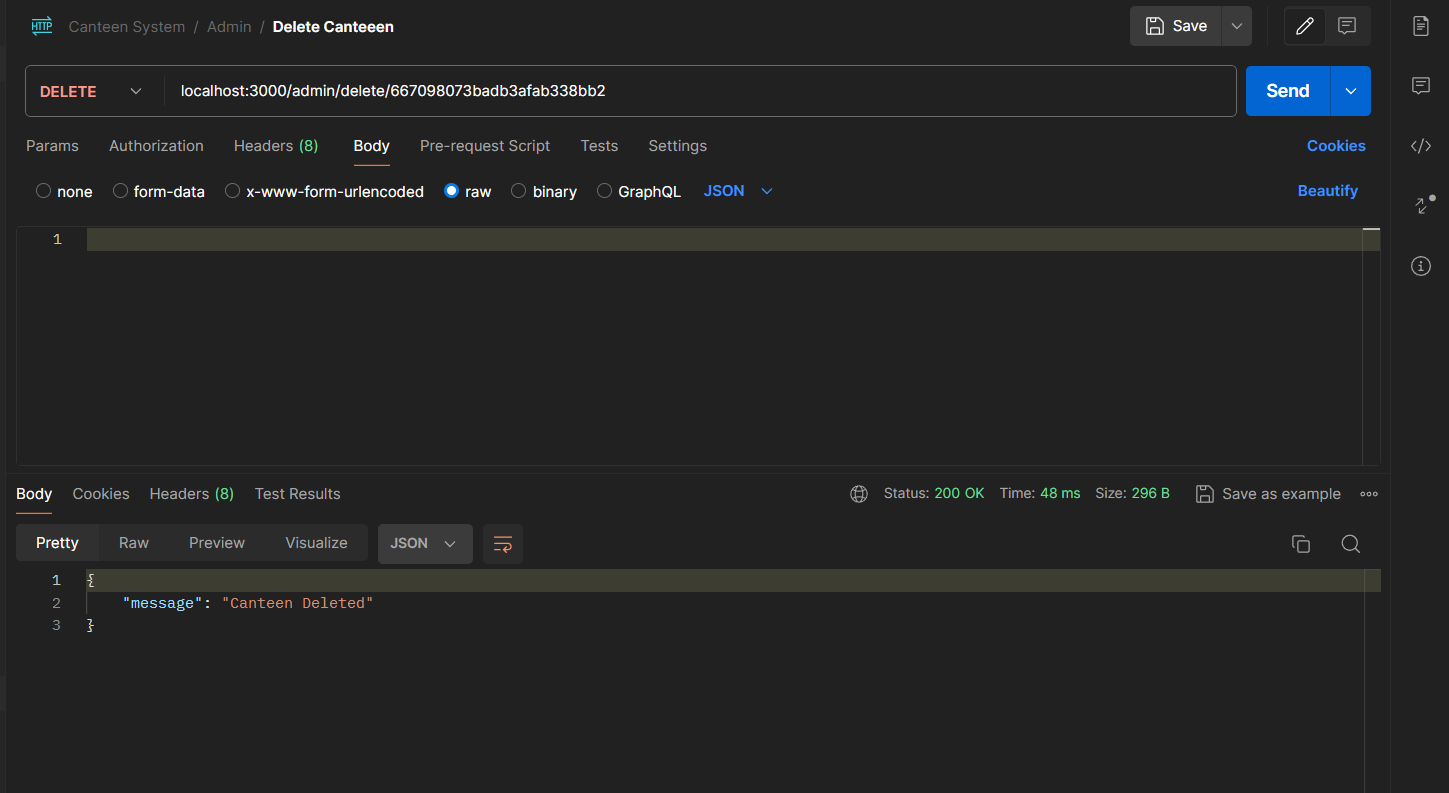 HTTP Canteen System / Admin / Delete Canteeen Save
DELETE localhost:3000/admin/delete/667098073badb3afab338bb2 Send
Params Authorization Headers (8) Body Pre-request Script Tests Settings Cookies
none form-data x-www-form-urlencoded raw binary GraphQL JSON Beautify
1
Body Cookies Headers (8) Test Results Status: 200 OK Time: 48 ms Size: 296 B Save as example
Pretty Raw Preview Visualize JSON
1 {
2 "message": "Canteen Deleted"
3 }